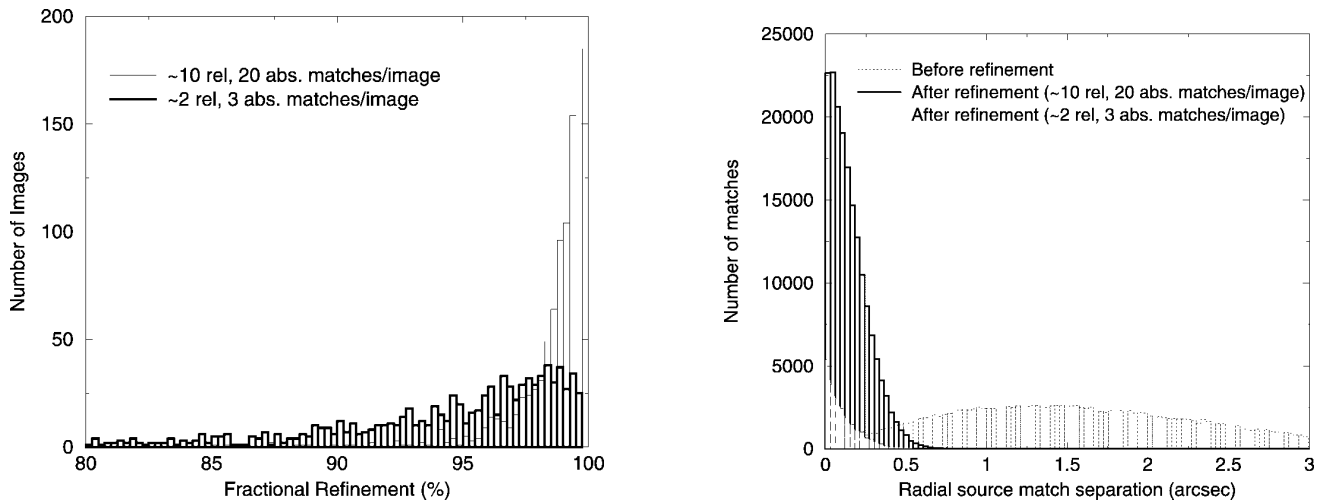 200
150
100
50
0
Number of Images
~10 rel, 20 abs. matches/image
~2 rel, 3 abs. matches/image
80 85 90 95 100
Fractional Refinement (%)
25000
20000
15000
10000
5000
0
Number of matches
Before refinement
After refinement (~10 rel, 20 abs. matches/image)
After refinement (~2 rel, 3 abs. matches/image)
0 0.5 1 1.5 2 2.5 3
Radial source match separation (arcsec)